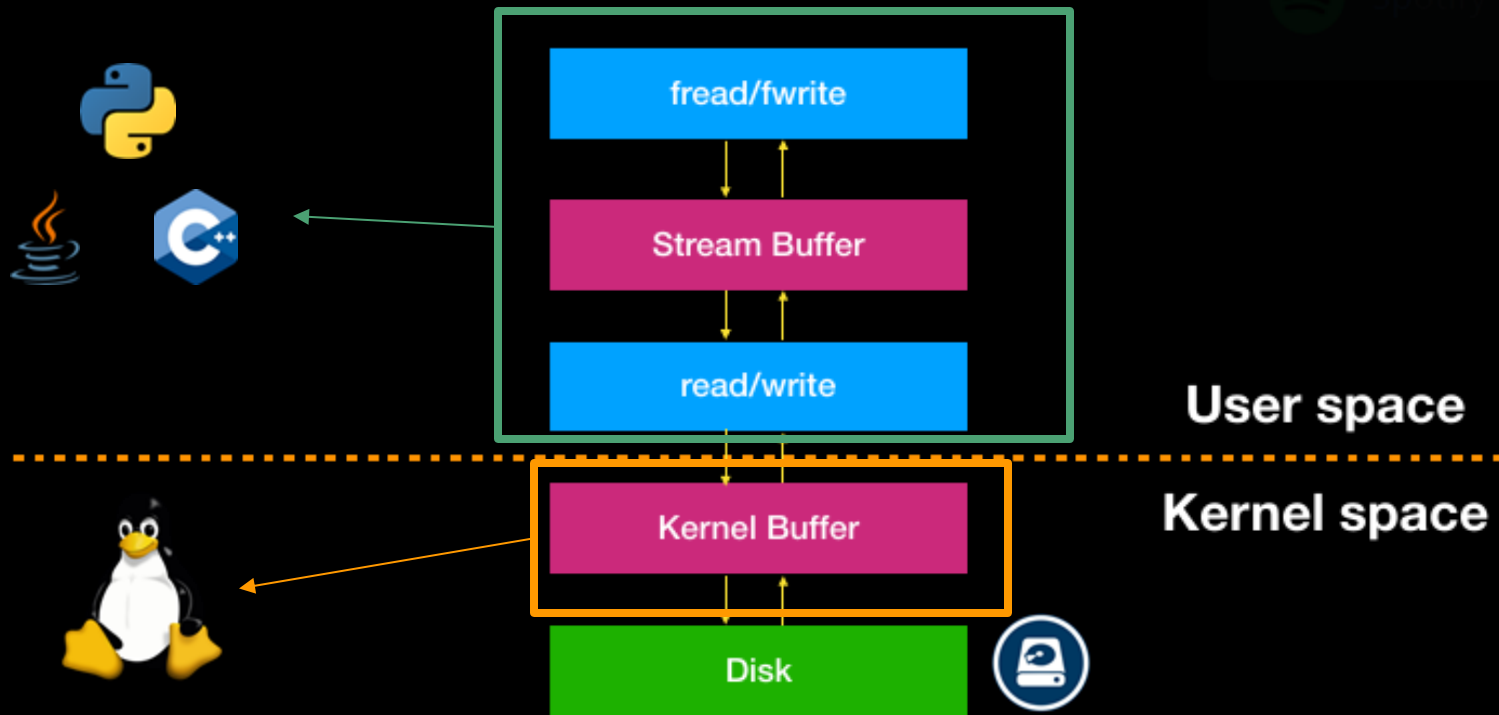 fread/fwrite
Stream Buffer
read/write
User space
Kernel Buffer
Kernel space
Disk
C++